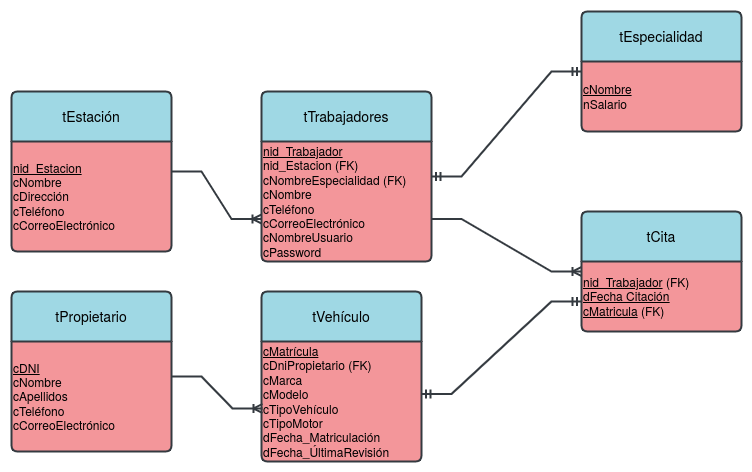 tEspecialidad
cNombre
nSalario
tEstación
nid_Estacion
cNombre
cDirección
cTeléfono
cCorreoElectrónico
tTrabajadores
nid_Trabajador
nid_Estacion (FK)
cNombreEspecialidad (FK)
cNombre
cTeléfono
cCorreoElectrónico
cNombreUsuario
cPassword
tCita
nid_Trabajador (FK)
dFecha Citación
cMatricula (FK)
tPropietario
cDNI
cNombre
cApellidos
cTeléfono
cCorreoElectrónico
tVehículo
cMatrícula
cDniPropietario (FK)
cMarca
cModelo
cTipoVehículo
cTipoMotor
dFecha_Matriculación
dFecha_ÚltimaRevisión